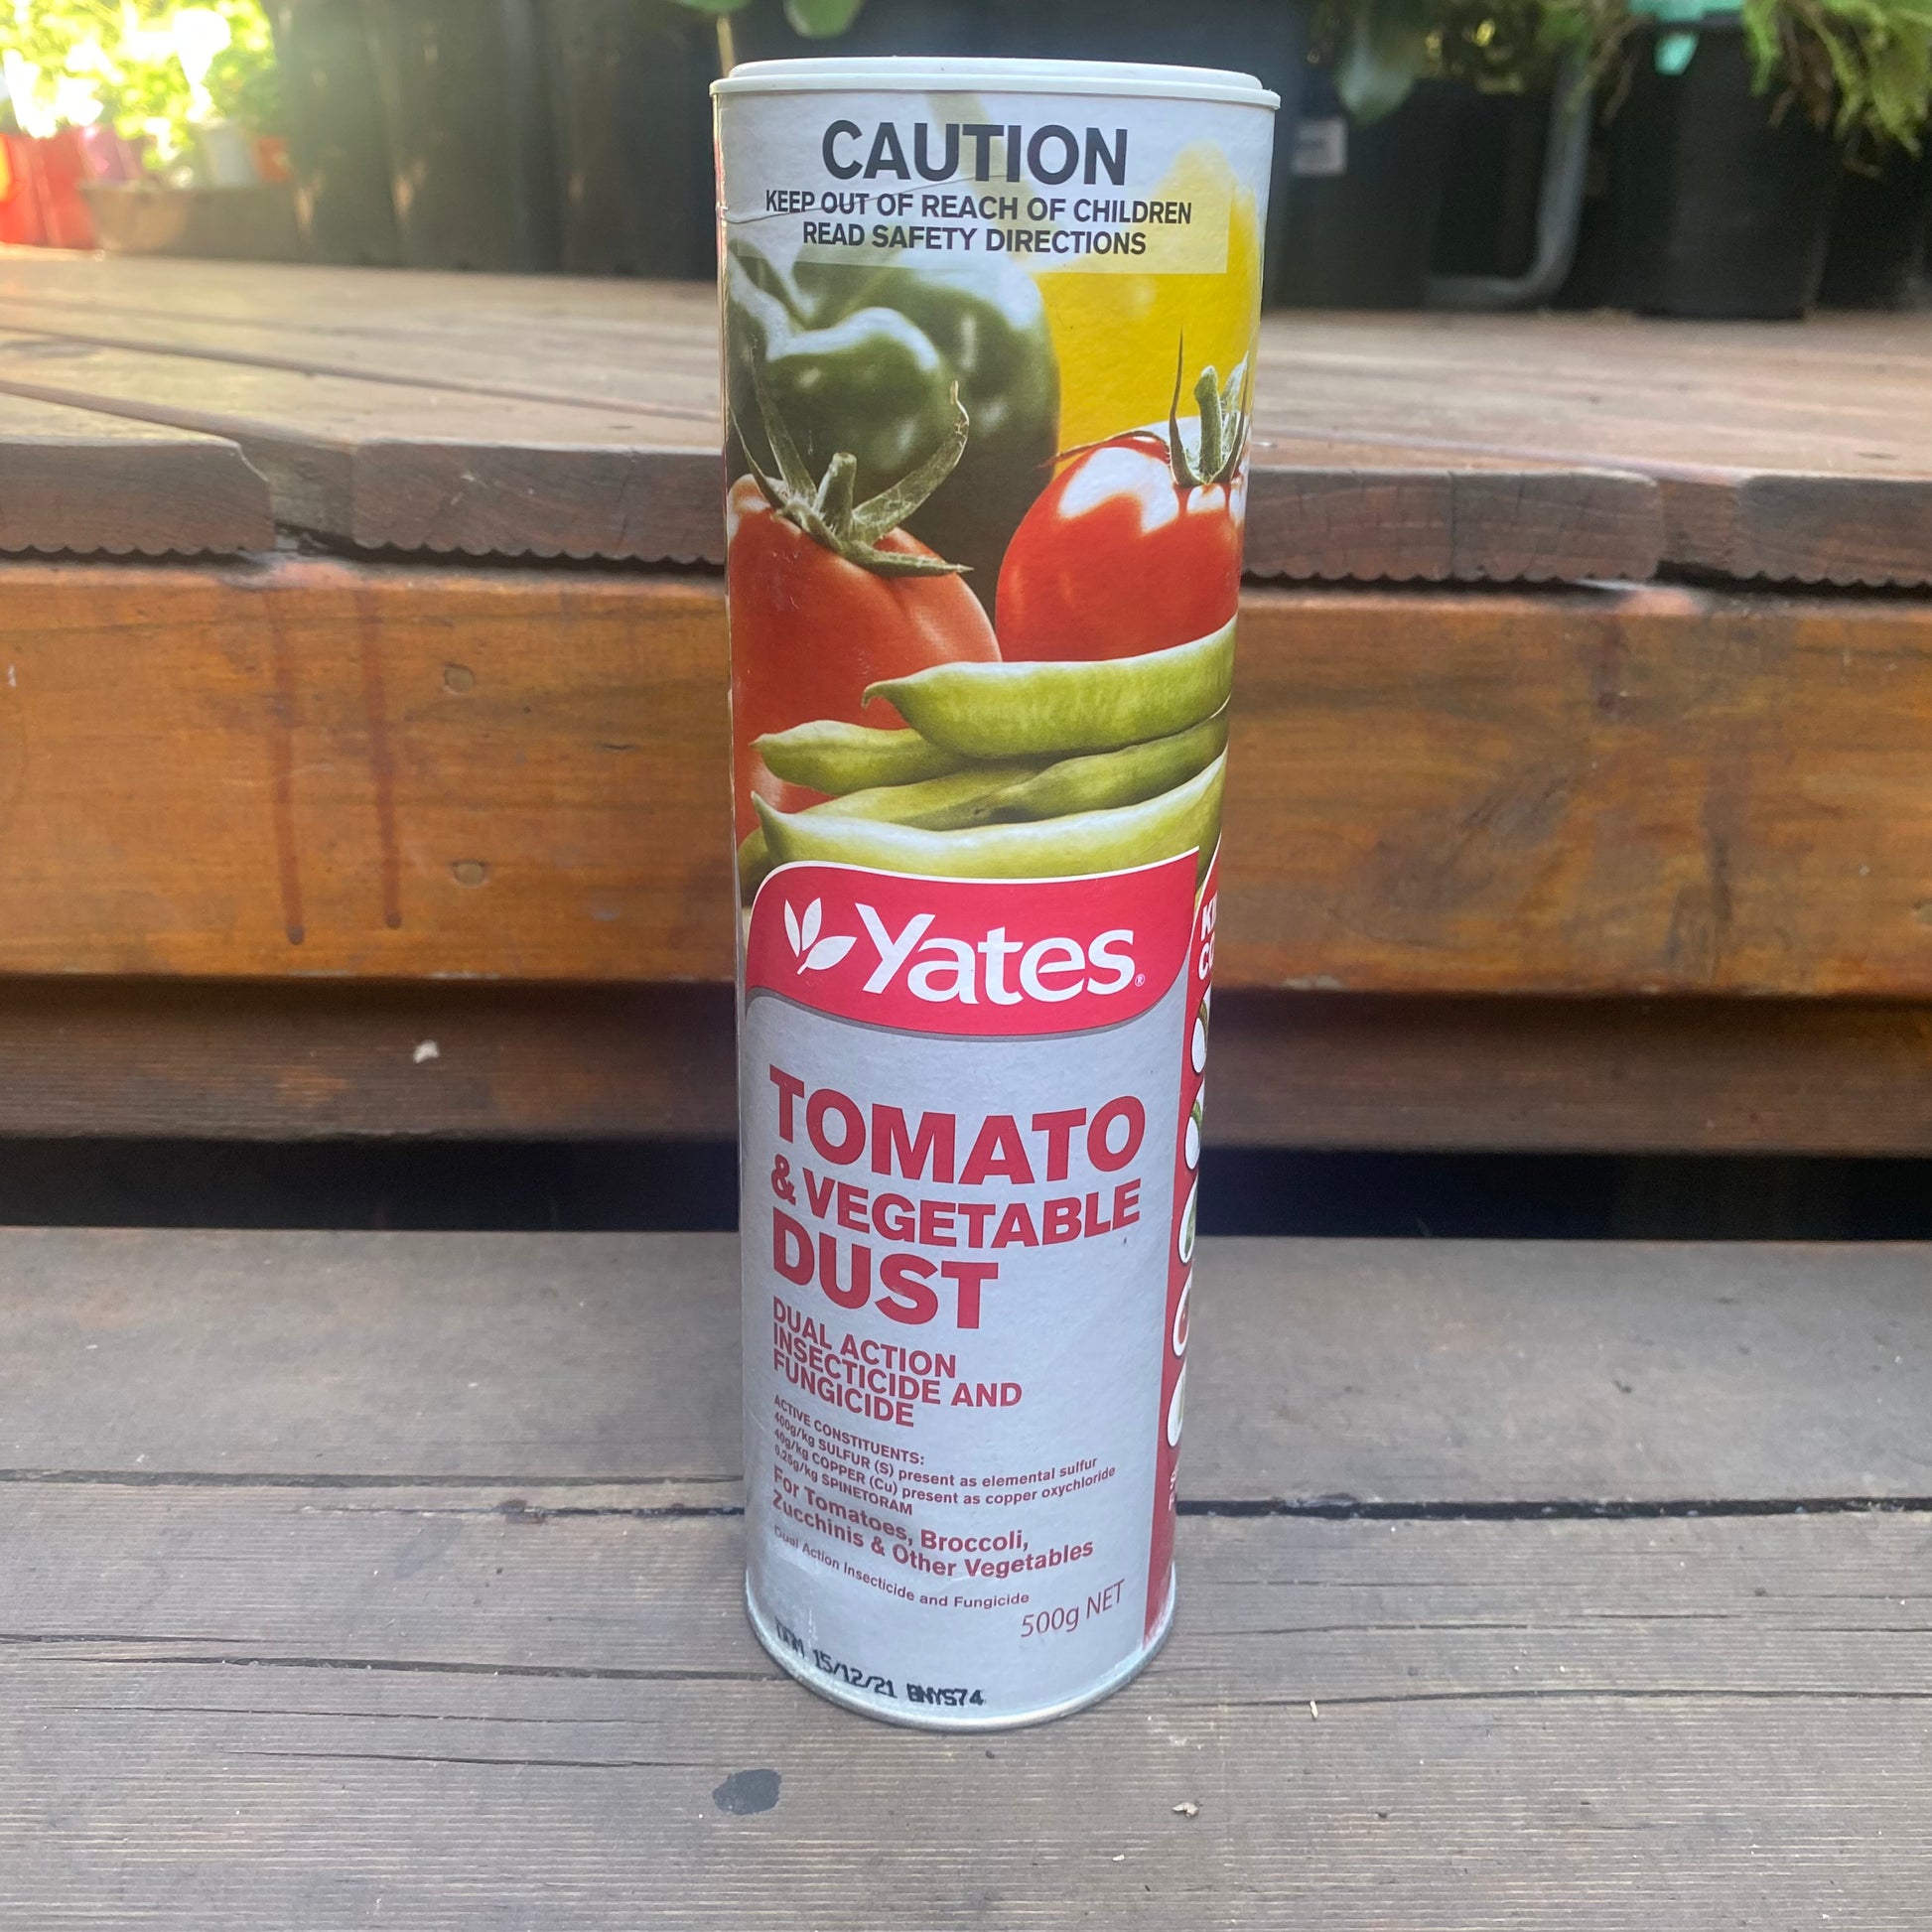 CAUTION
KEEP OUT OF REACH OF CHILDREN
READ SAFETY DIRECTIONS
Yates®
TOMATO
& VEGETABLE
DUST
DUAL ACTION
INSECTICIDE AND
FUNGICIDE
ACTIVE CONSTITUENTS:
400g/kg SULFUR (S) present as elemental sulfur
40g/kg COPPER (Cu) present as copper oxychloride
0.25g/kg SPINETORAM
For Tomatoes, Broccoli,
Zucchinis & Other Vegetables
Dual Action Insecticide and Fungicide
500g NET
DOM 15/12/21 BNYS74